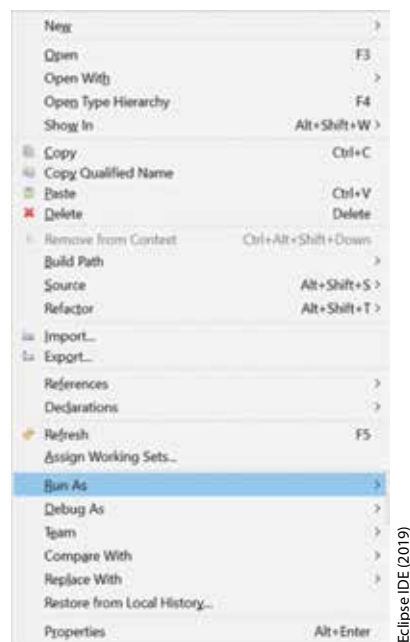 New >
Open F3
Open With >
Open Type Hierarchy F4
Show In Alt+Shift+W >
Copy Ctrl+C
Copy Qualified Name
Paste Ctrl+V
Delete Delete
Remove from Context Ctrl+Alt+Shift+Down
Build Path >
Source Alt+Shift+S >
Refactor Alt+Shift+T >
Import...
Export...
References >
Declarations >
Refresh F5
Assign Working Sets...
Run As >
Debug As >
Team >
Compare With >
Replace With >
Restore from Local History...
Properties Alt+Enter
Eclipse IDE (2019)